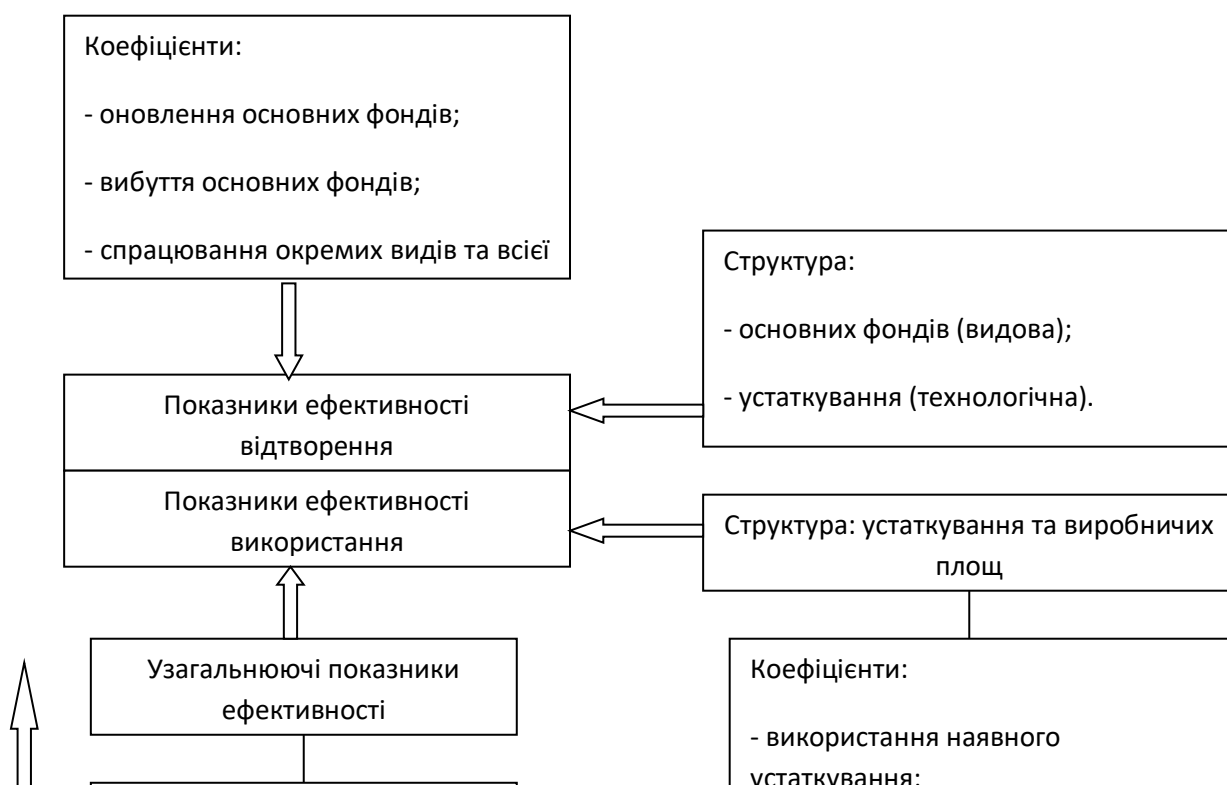 Коефіцієнти:
- оновлення основних фондів;
- вибуття основних фондів;
- спрацювання окремих видів та всієї
Структура:
- основних фондів (видова);
- устаткування (технологічна).
Показники ефективності
відтворення
Показники ефективності
використання
Структура: устаткування та виробничих
площ
Узагальнюючі показники
ефективності
Коефіцієнти:
- використання наявного
устаткування;